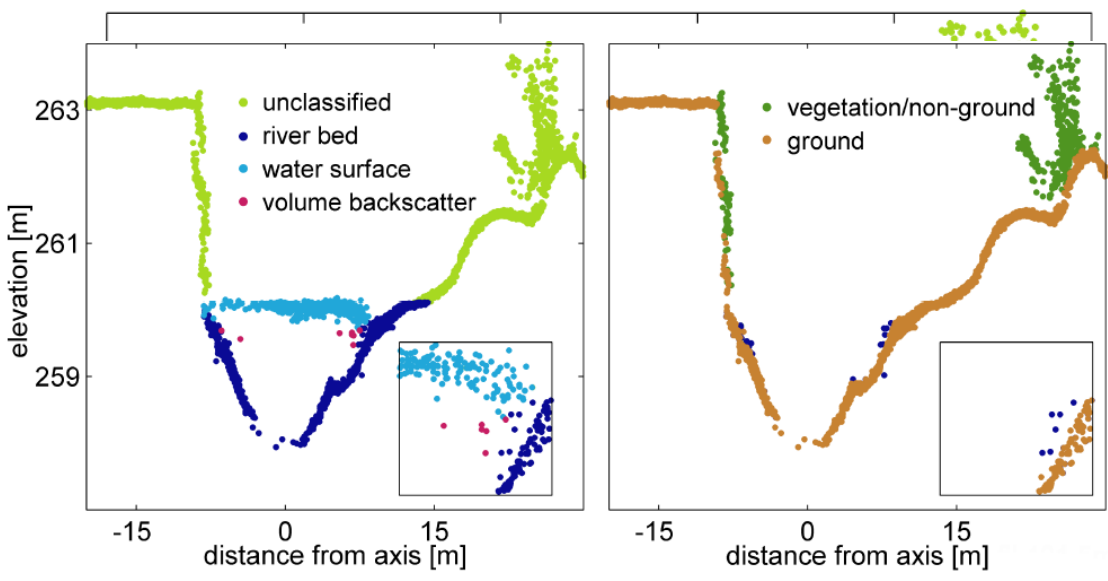 unclassified
river bed
water surface
volume backscatter
vegetation/non-ground
ground
263
261
259
elevation [m]
-15 0 15
distance from axis [m]
-15 0 15
distance from axis [m]